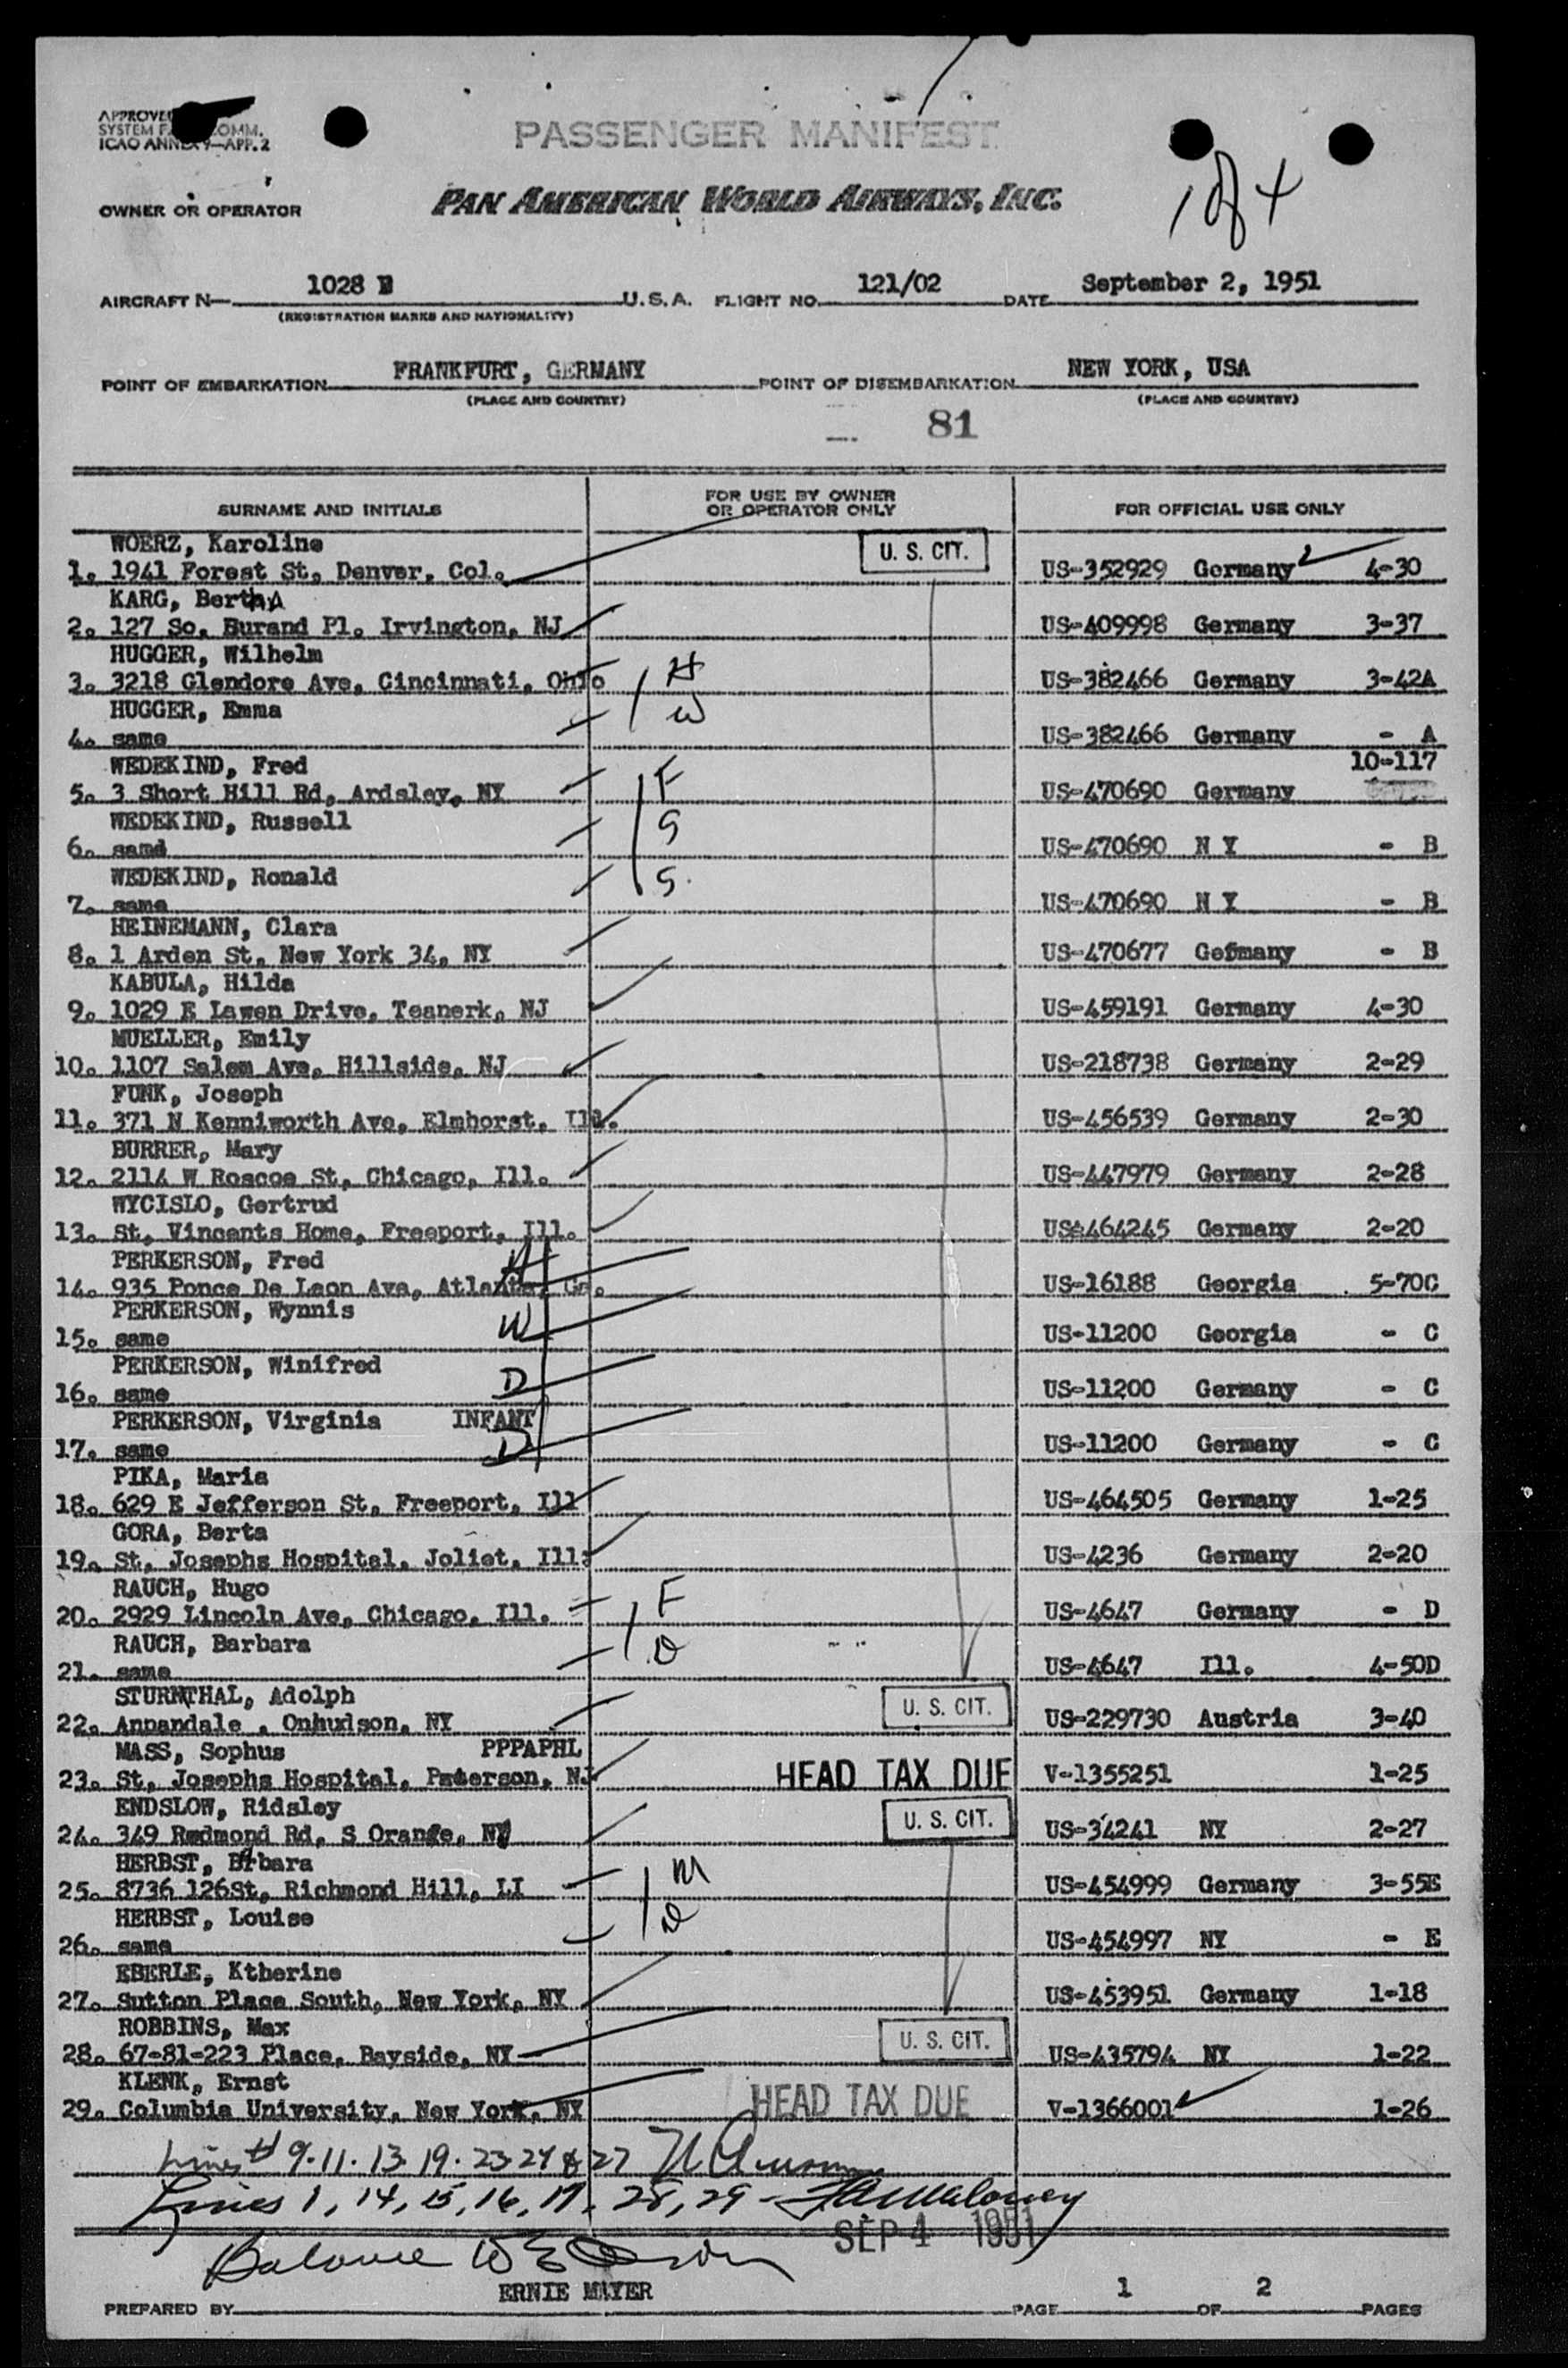 APPROVED
SYSTEM F COMM.
ICAO ANNEX 9—APP. 2
PASSENGER MANIFEST
1 of 4
OWNER OR OPERATOR
PAN AMERICAN WORLD AIRWAYS, INC.
AIRCRAFT N— 1028 U.S.A. FLIGHT NO. 121/02 DATE September 2, 1951
(REGISTRATION MARKS AND NATIONALITY)
POINT OF EMBARKATION FRANKFURT, GERMANY POINT OF DISEMBARKATION NEW YORK, USA
(PLACE AND COUNTRY) (PLACE AND COUNTRY)
81
SURNAME AND INITIALS FOR USE BY OWNER OR OPERATOR ONLY FOR OFFICIAL USE ONLY
WOERZ, Karoline
1. 1941 Forest St, Denver, Col. U. S. CIT. US-352929 Germany 4-30
KARG, Bertha
2. 127 So. Burand Pl. Irvington, NJ US-409998 Germany 3-37
HUGGER, Wilhelm
3. 3218 Glendore Ave, Cincinnati, Ohio H US-382466 Germany 3-42A
HUGGER, Emma
4. same W US-382466 Germany - A
WEDEKIND, Fred 10-117
5. 3 Short Hill Rd, Ardsley, NY F US-470690 Germany
WEDEKIND, Russell
6. samd S US-470690 N Y - B
WEDEKIND, Ronald
7. same S. US-470690 N Y - B
HEINEMANN, Clara
8. 1 Arden St, New York 34, NY US-470677 Germany - B
KABULA, Hilda
9. 1029 E Lawen Drive, Teanerk, NJ US-459191 Germany 4-30
MUELLER, Emily
10. 1107 Salem Ave, Hillside, NJ US-218738 Germany 2-29
FUNK, Joseph
11. 371 N Kenniworth Ave, Elmhorst, Ill. US-456539 Germany 2-30
BURRER, Mary
12. 2114 W Roscoe St, Chicago, Ill. US-447979 Germany 2-28
WYCISLO, Gertrud
13. St. Vincents Home, Freeport, Ill. US-464245 Germany 2-20
PERKERSON, Fred H
14. 935 Ponce De Leon Ave, Atlanta, Ga. US-16188 Georgia 5-70C
PERKERSON, Wynnis
15. same W US-11200 Georgia - C
PERKERSON, Winifred
16. same D US-11200 Germany - C
PERKERSON, Virginia INFANT
17. same D US-11200 Germany - C
PIKA, Maria
18. 629 E Jefferson St, Freeport, Ill US-464505 Germany 1-25
GORA, Berta
19. St. Josephs Hospital, Joliet, Ill. US-4236 Germany 2-20
RAUCH, Hugo
20. 2929 Lincoln Ave, Chicago, Ill. F US-4647 Germany - D
RAUCH, Barbara
21. same D US-4647 Ill. 4-50D
STURMTHAL, Adolph
22. Annandale , Onhudson, NY U. S. CIT. US-229730 Austria 3-40
MASS, Sophus PPPAPHL
23. St. Josephs Hospital, Paterson, NJ HEAD TAX DUE V-1355251 1-25
ENDSLOW, Ridsley
24. 349 Redmond Rd, S Orange, U. S. CIT. US-34241 NY 2-27
HERBST, Barbara
25. 8736 126St, Richmond Hill, LI M US-454999 Germany 3-55E
HERBST, Louise
26. same D US-454997 NY - E
EBERLE, Ktherine
27. Sutton Place South, New York, NY US-453951 Germany 1-18
ROBBINS, Max
28. 67-81-223 Place, Bayside, NY U. S. CIT. US-435794 NY 1-22
KLENK, Ernst
29. Columbia University, New York, NY HEAD TAX DUE V-1366001 1-26
Lines # 9.11.13.19.23 24 & 27
Lines 1, 14, 15, 16, 17, 28, 29 - Maloney
SEP 4 1951
Balance
ERNIE MAYER
PREPARED BY PAGE 1 OF 2 PAGES